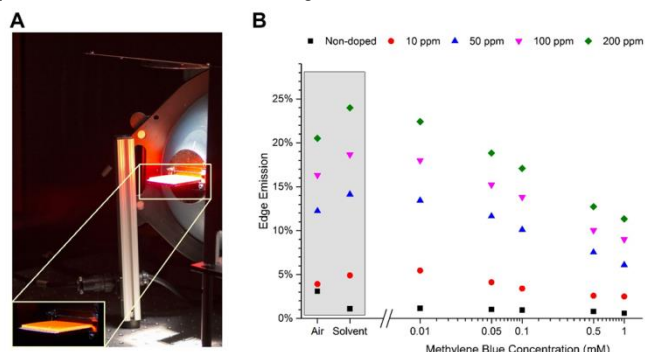 A
B
Non-doped 10 ppm 50 ppm 100 ppm 200 ppm
25%
20%
15%
10%
5%
0%
Edge Emission
Air Solvent 0.01 0.05 0.1 0.5 1
Methylene Blue Concentration (mM)